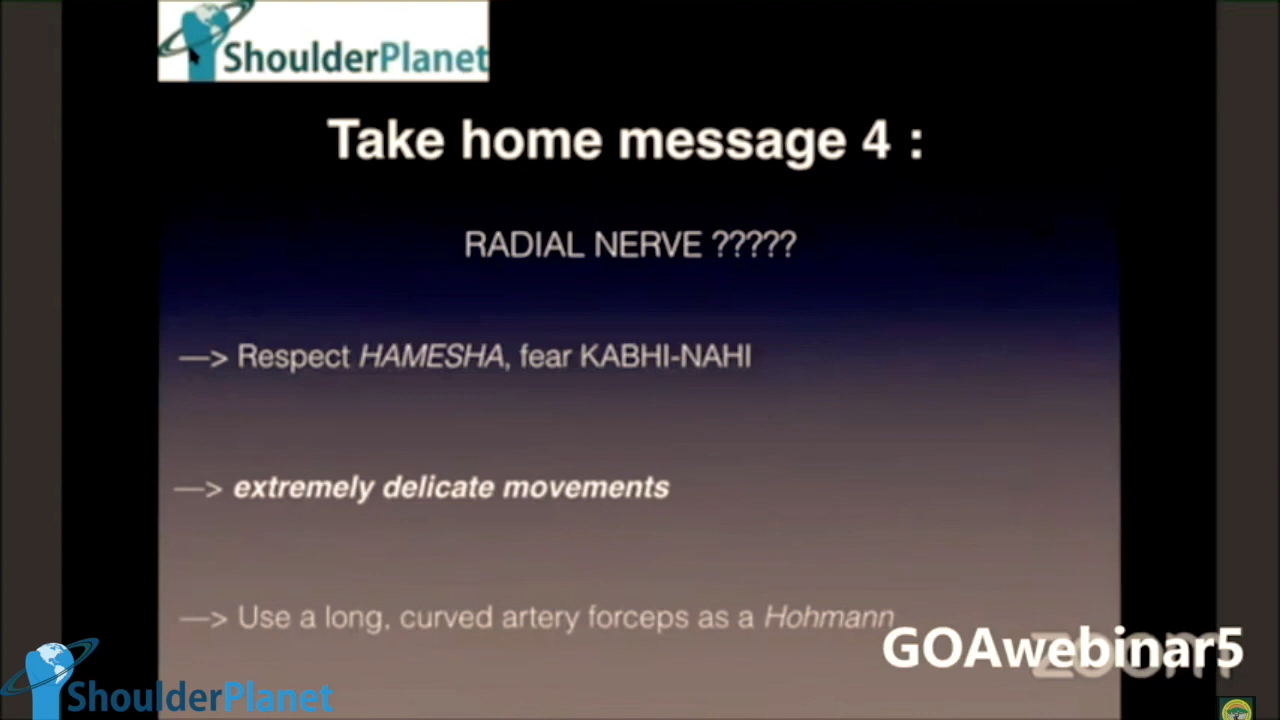 ShoulderPlanet
Take home message 4 :
RADIAL NERVE ?????
—> Respect HAMESHA, fear KABHI-NAHI
—> extremely delicate movements
—> Use a long, curved artery forceps as a Hohmann
zoom
GOAwebinar5
ShoulderPlanet